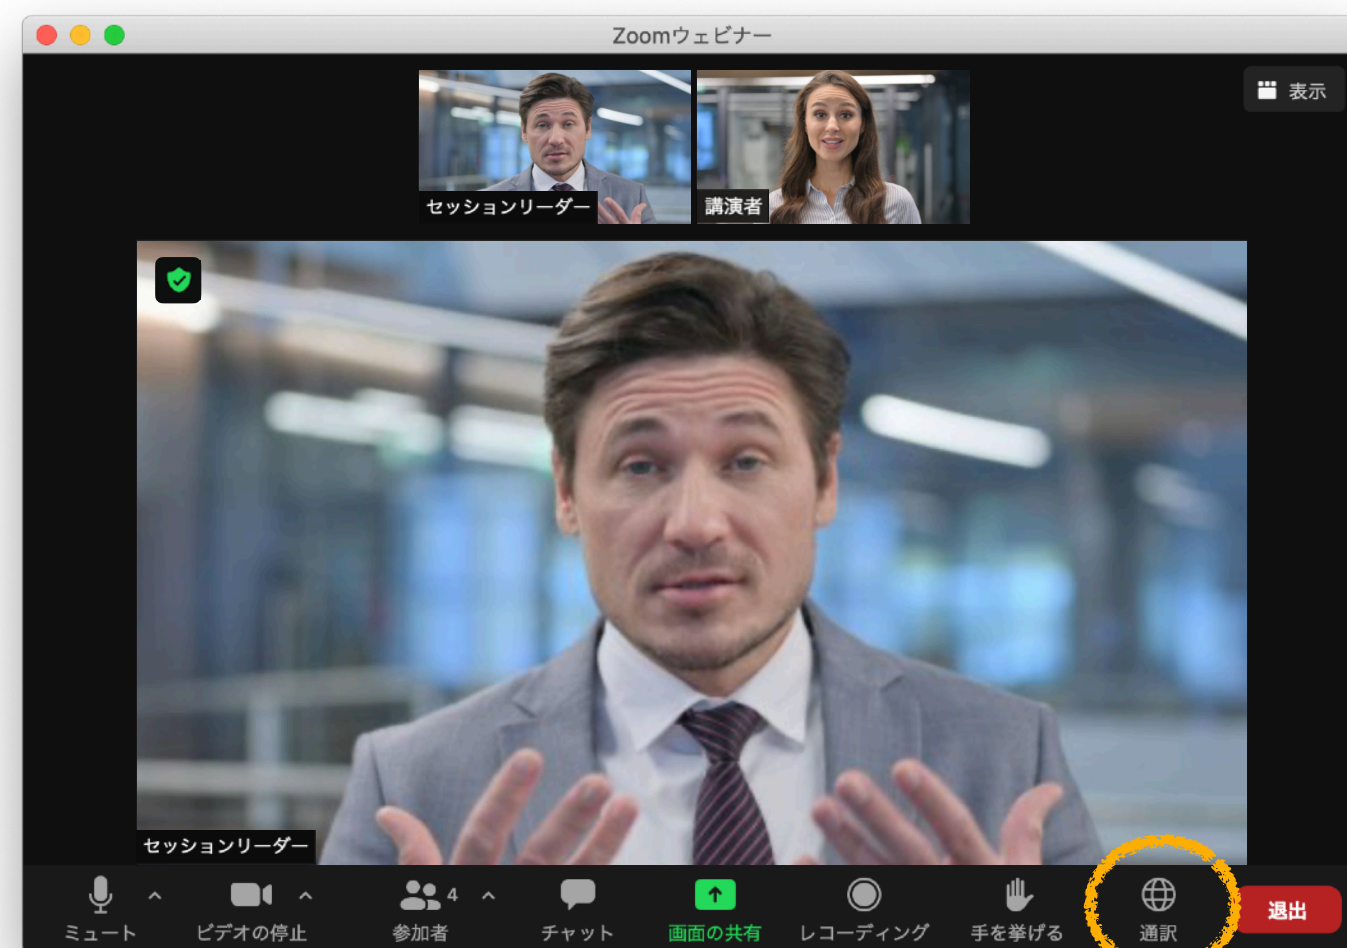 Zoomウェビナー
表示
セッションリーダー
講演者
セッションリーダー
4
ミュート
ビデオの停止
参加者
チャット
画面の共有
レコーディング
手を挙げる
通訳
退出